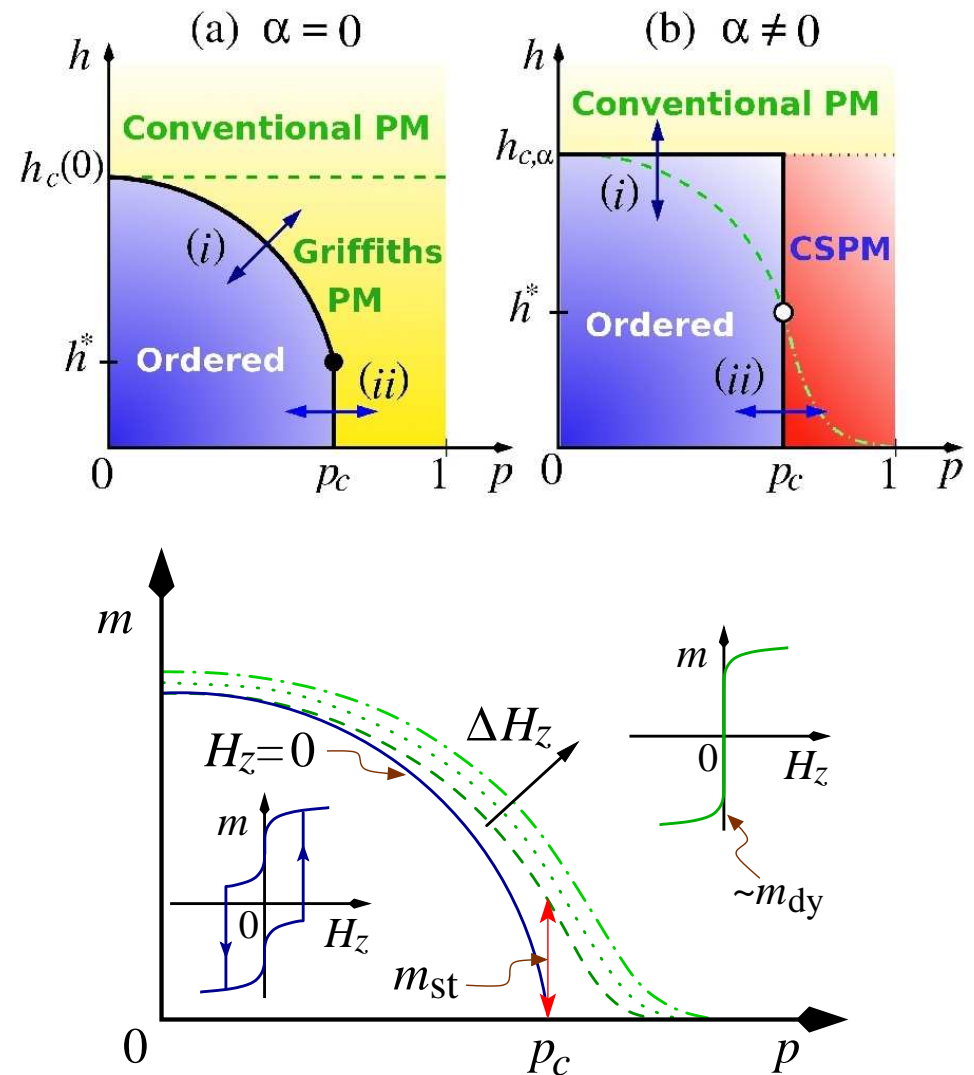 (a) α = 0
h
Conventional PM
h_c(0)
(i)
Griffiths
PM
h*
Ordered
(ii)
0
p_c
1
p
(b) α ≠ 0
h
Conventional PM
h_{c,α}
(i)
CSPM
h*
Ordered
(ii)
0
p_c
1
p
m
H_z=0
ΔH_z
m
0
H_z
~m_dy
m
0
H_z
m_st
0
p_c
p